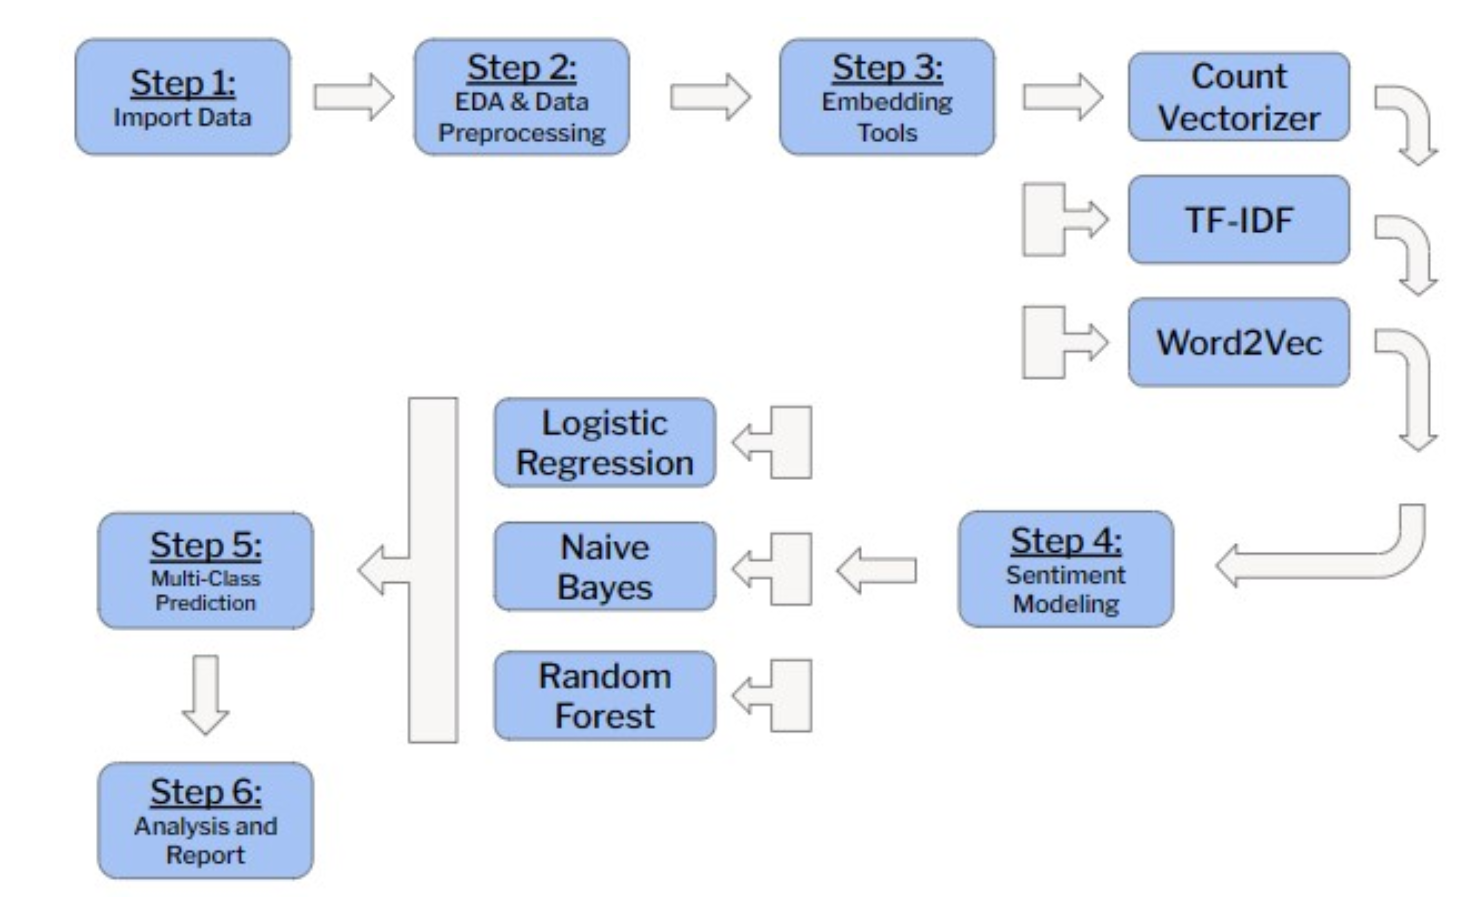 Step 1:
Import Data
Step 2:
EDA & Data
Preprocessing
Step 3:
Embedding
Tools
Count
Vectorizer
TF-IDF
Word2Vec
Logistic
Regression
Naive
Bayes
Random
Forest
Step 4:
Sentiment
Modeling
Step 5:
Multi-Class
Prediction
Step 6:
Analysis and
Report